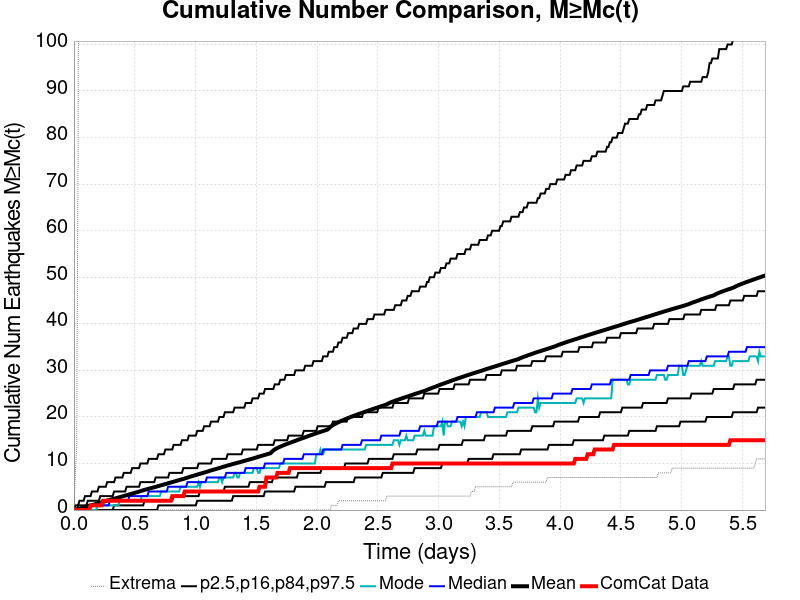 Cumulative Number Comparison, M≥Mc(t)
Cumulative Num Earthquakes M≥Mc(t)
100
90
80
70
60
50
40
30
20
10
0
0.0 0.5 1.0 1.5 2.0 2.5 3.0 3.5 4.0 4.5 5.0 5.5
Time (days)
Extrema p2.5,p16,p84,p97.5 Mode Median Mean ComCat Data